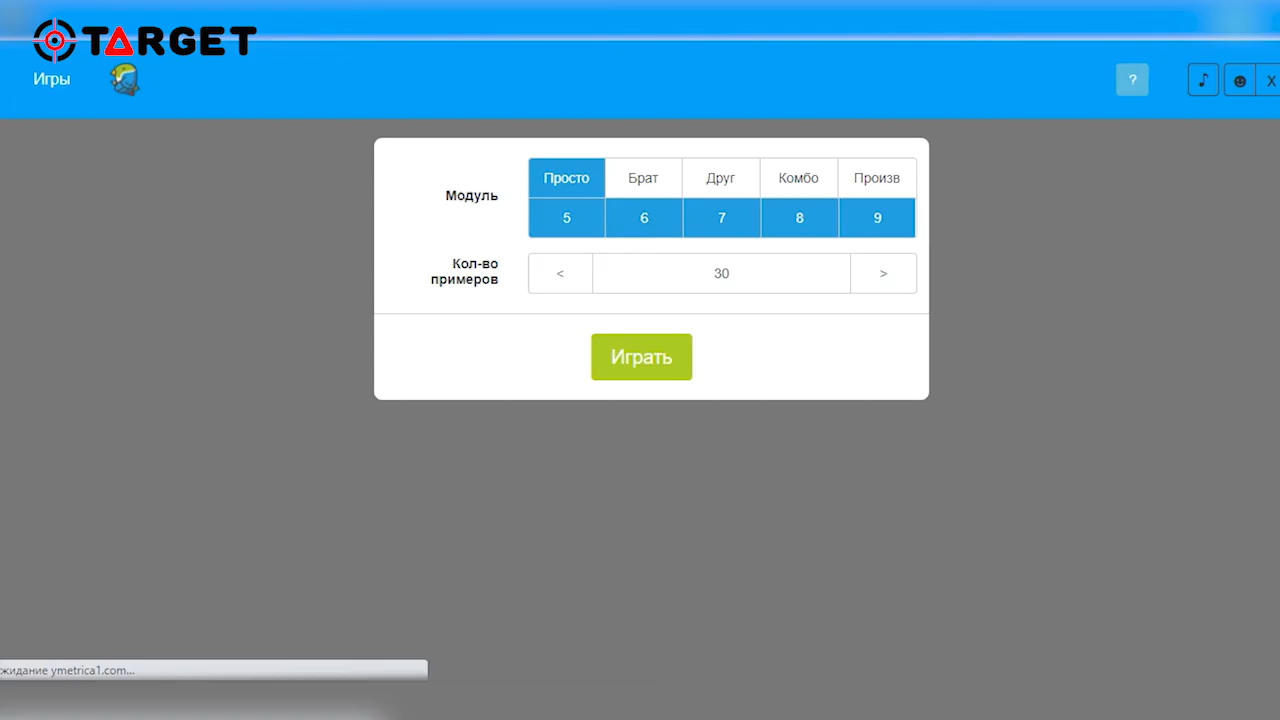 TARGET
Игры
?
X
Модуль
Просто Брат Друг Комбо Произв
5 6 7 8 9
Кол-во
примеров
< 30 >
Играть
жидание ymetrica1.com...